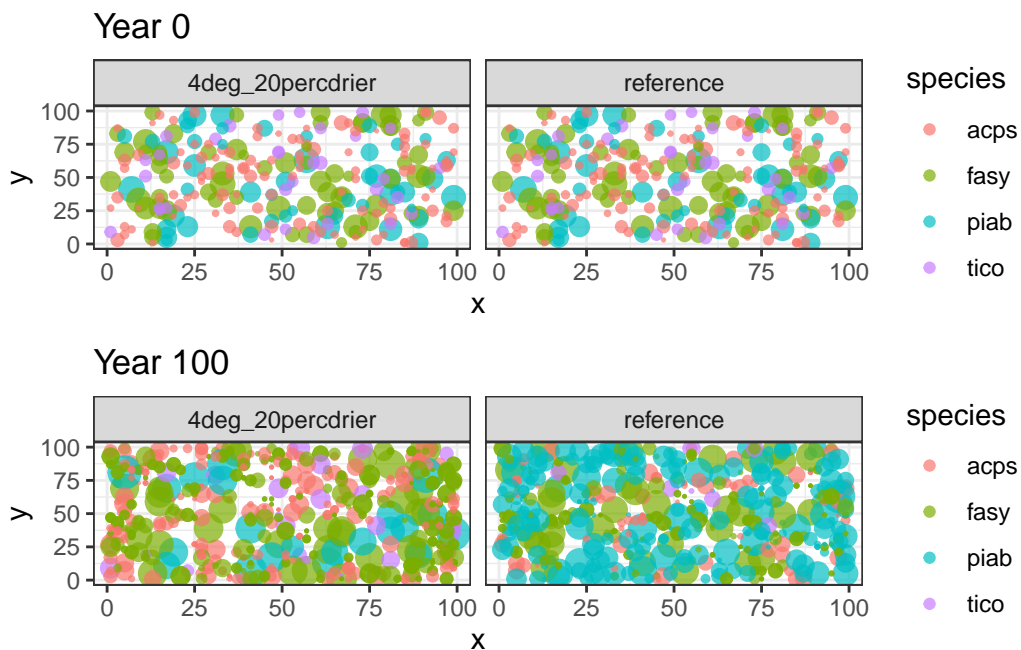 Year 0
4deg_20percdrier reference
100
75
50
25
0
y
0 25 50 75 100 0 25 50 75 100
x
species
acps
fasy
piab
tico
Year 100
4deg_20percdrier reference
100
75
50
25
0
y
0 25 50 75 100 0 25 50 75 100
x
species
acps
fasy
piab
tico